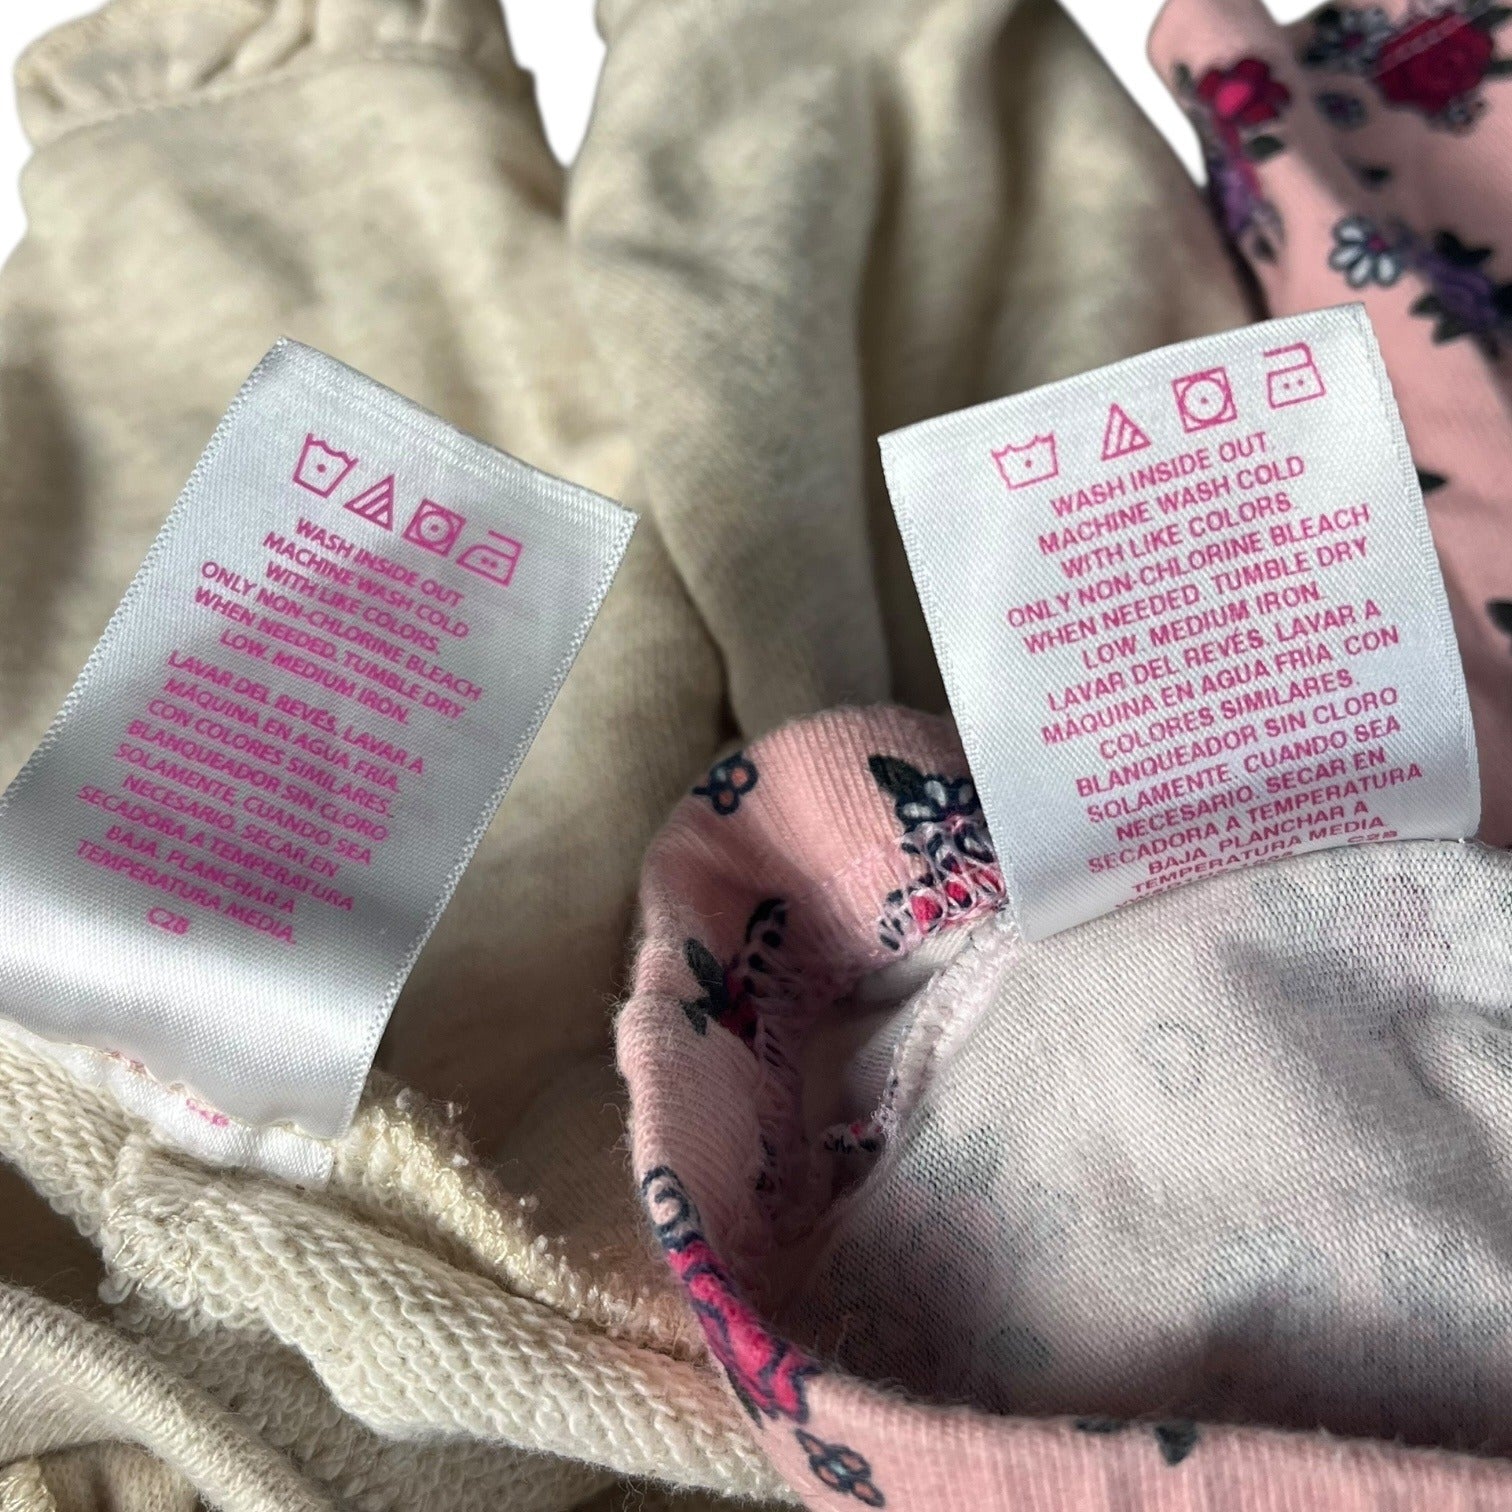 WASH INSIDE OUT
MACHINE WASH COLD
WITH LIKE COLORS.
ONLY NON-CHLORINE BLEACH
WHEN NEEDED. TUMBLE DRY
LOW. MEDIUM IRON.
LAVAR DEL REVÉS. LAVAR A
MÁQUINA EN AGUA FRÍA.
CON COLORES SIMILARES.
BLANQUEADOR SIN CLORO
SOLAMENTE, CUANDO SEA
NECESARIO. SECAR EN
SECADORA A TEMPERATURA
BAJA. PLANCHAR A
TEMPERATURA MEDIA.
C28
WASH INSIDE OUT
MACHINE WASH COLD
WITH LIKE COLORS
ONLY NON-CHLORINE BLEACH
WHEN NEEDED. TUMBLE DRY
LOW. MEDIUM IRON
LAVAR DEL REVÉS. LAVAR A
MÁQUINA EN AGUA FRÍA CON
COLORES SIMILARES.
BLANQUEADOR SIN CLORO
SOLAMENTE, CUANDO SEA
NECESARIO. SECAR EN
SECADORA A TEMPERATURA
BAJA. PLANCHAR A
TEMPERATURA MEDIA.
C28